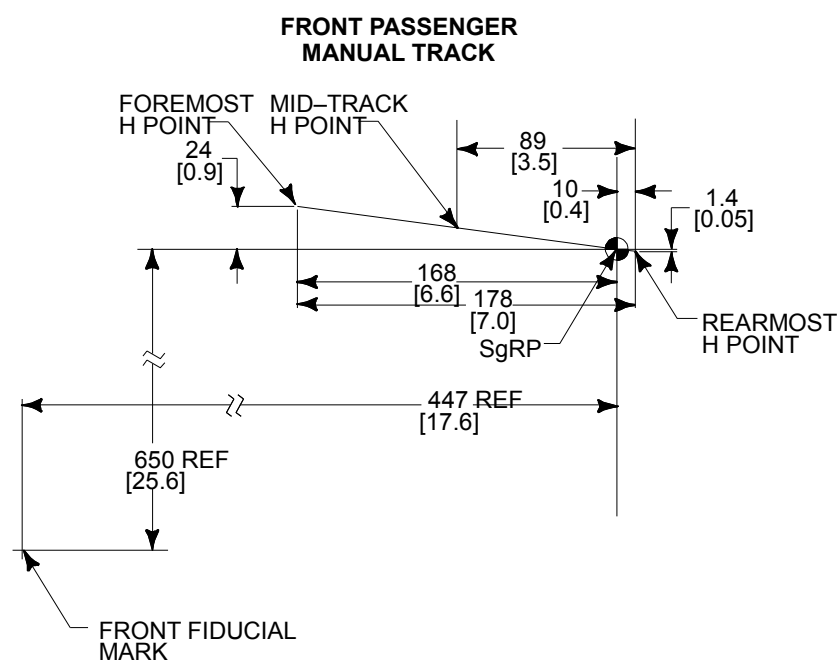 FRONT PASSENGER
MANUAL TRACK
FOREMOST
H POINT
MID–TRACK
H POINT
24
[0.9]
89
[3.5]
10
[0.4]
1.4
[0.05]
168
[6.6]
178
[7.0]
SgRP
REARMOST
H POINT
447 REF
[17.6]
650 REF
[25.6]
FRONT FIDUCIAL
MARK